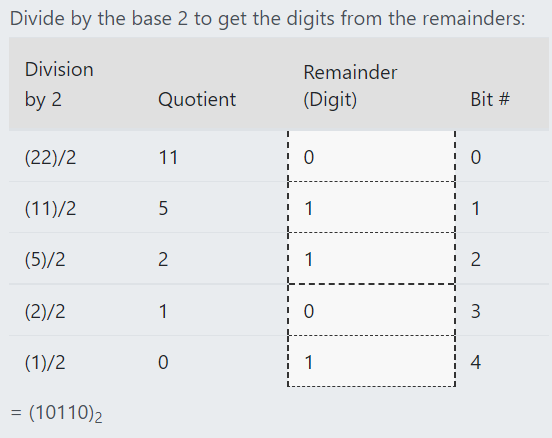 Divide by the base 2 to get the digits from the remainders:
Division by 2 Quotient Remainder (Digit) Bit #
(22)/2 11 0 0
(11)/2 5 1 1
(5)/2 2 1 2
(2)/2 1 0 3
(1)/2 0 1 4
= (10110)₂